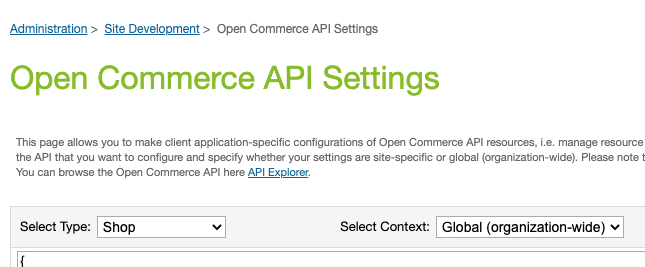 Administration > Site Development > Open Commerce API Settings
Open Commerce API Settings
This page allows you to make client application-specific configurations of Open Commerce API resources, i.e. manage resource
the API that you want to configure and specify whether your settings are site-specific or global (organization-wide). Please note t
You can browse the Open Commerce API here API Explorer.
Select Type: Shop Select Context: Global (organization-wide)
{